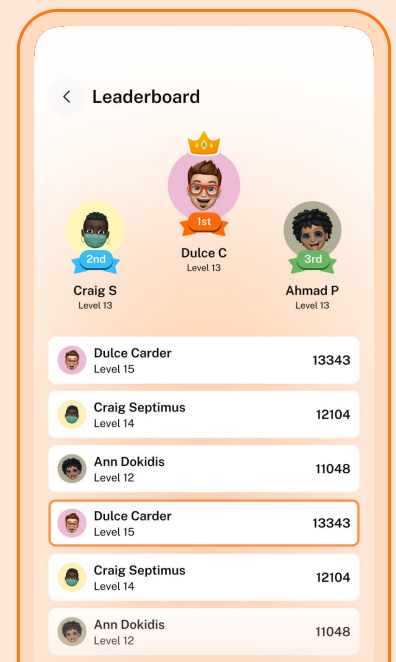 Leaderboard
1st
Dulce C
Level 13
2nd
Craig S
Level 13
3rd
Ahmad P
Level 13
Dulce Carder
Level 15
13343
Craig Septimus
Level 14
12104
Ann Dokidis
Level 12
11048
Dulce Carder
Level 15
13343
Craig Septimus
Level 14
12104
Ann Dokidis
Level 12
11048